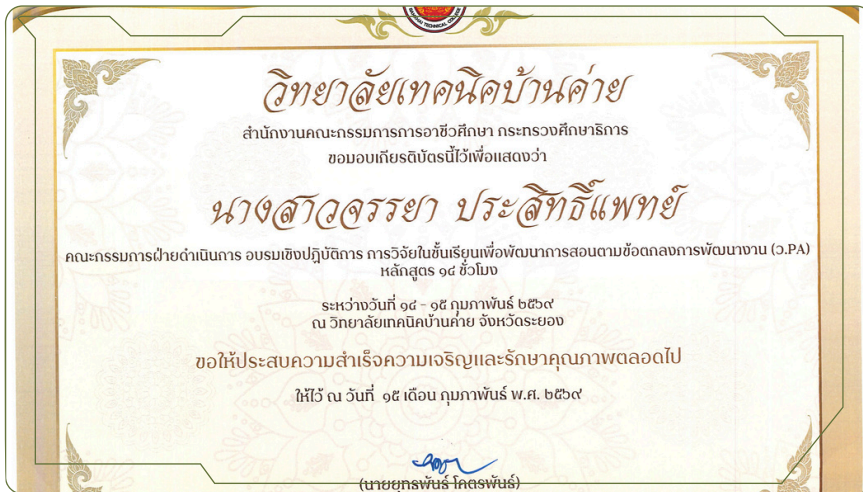 BANKHAI TECHNICAL COLLEGE
วิทยาลัยเทคนิคบ้านค่าย
สำนักงานคณะกรรมการการอาชีวศึกษา กระทรวงศึกษาธิการ
ขอมอบเกียรติบัตรนี้ไว้เพื่อแสดงว่า
นางสาวจรรยา ประสิทธิ์แพทย์
คณะกรรมการฝ่ายดำเนินการ อบรมเชิงปฏิบัติการ การวิจัยในชั้นเรียนเพื่อพัฒนาการสอนตามข้อตกลงการพัฒนางาน (ว.PA)
หลักสูตร ๑๔ ชั่วโมง
ระหว่างวันที่ ๑๔ - ๑๕ กุมภาพันธ์ ๒๕๖๙
ณ วิทยาลัยเทคนิคบ้านค่าย จังหวัดระยอง
ขอให้ประสบความสำเร็จความเจริญและรักษาคุณภาพตลอดไป
ให้ไว้ ณ วันที่ ๑๕ เดือน กุมภาพันธ์ พ.ศ. ๒๕๖๙
(นายยุทธพันธ์ โคตรพันธ์)